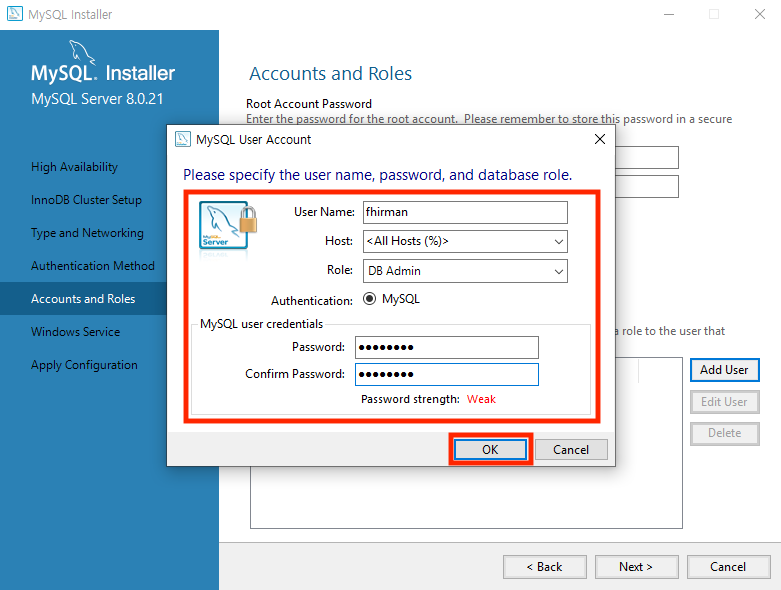 MySQL Installer
MySQL. Installer
MySQL Server 8.0.21
High Availability
InnoDB Cluster Setup
Type and Networking
Authentication Method
Accounts and Roles
Windows Service
Apply Configuration
Accounts and Roles
Root Account Password
Enter the password for the root account. Please remember to store this password in a secure
MySQL User Account
Please specify the user name, password, and database role.
MySQL
Server
User Name: fhirman
Host: <All Hosts (%)>
Role: DB Admin
Authentication: MySQL
MySQL user credentials
Password: ●●●●●●●●
Confirm Password: ●●●●●●●●
Password strength: Weak
OK Cancel
a role to the user that
Add User
Edit User
Delete
< Back Next > Cancel